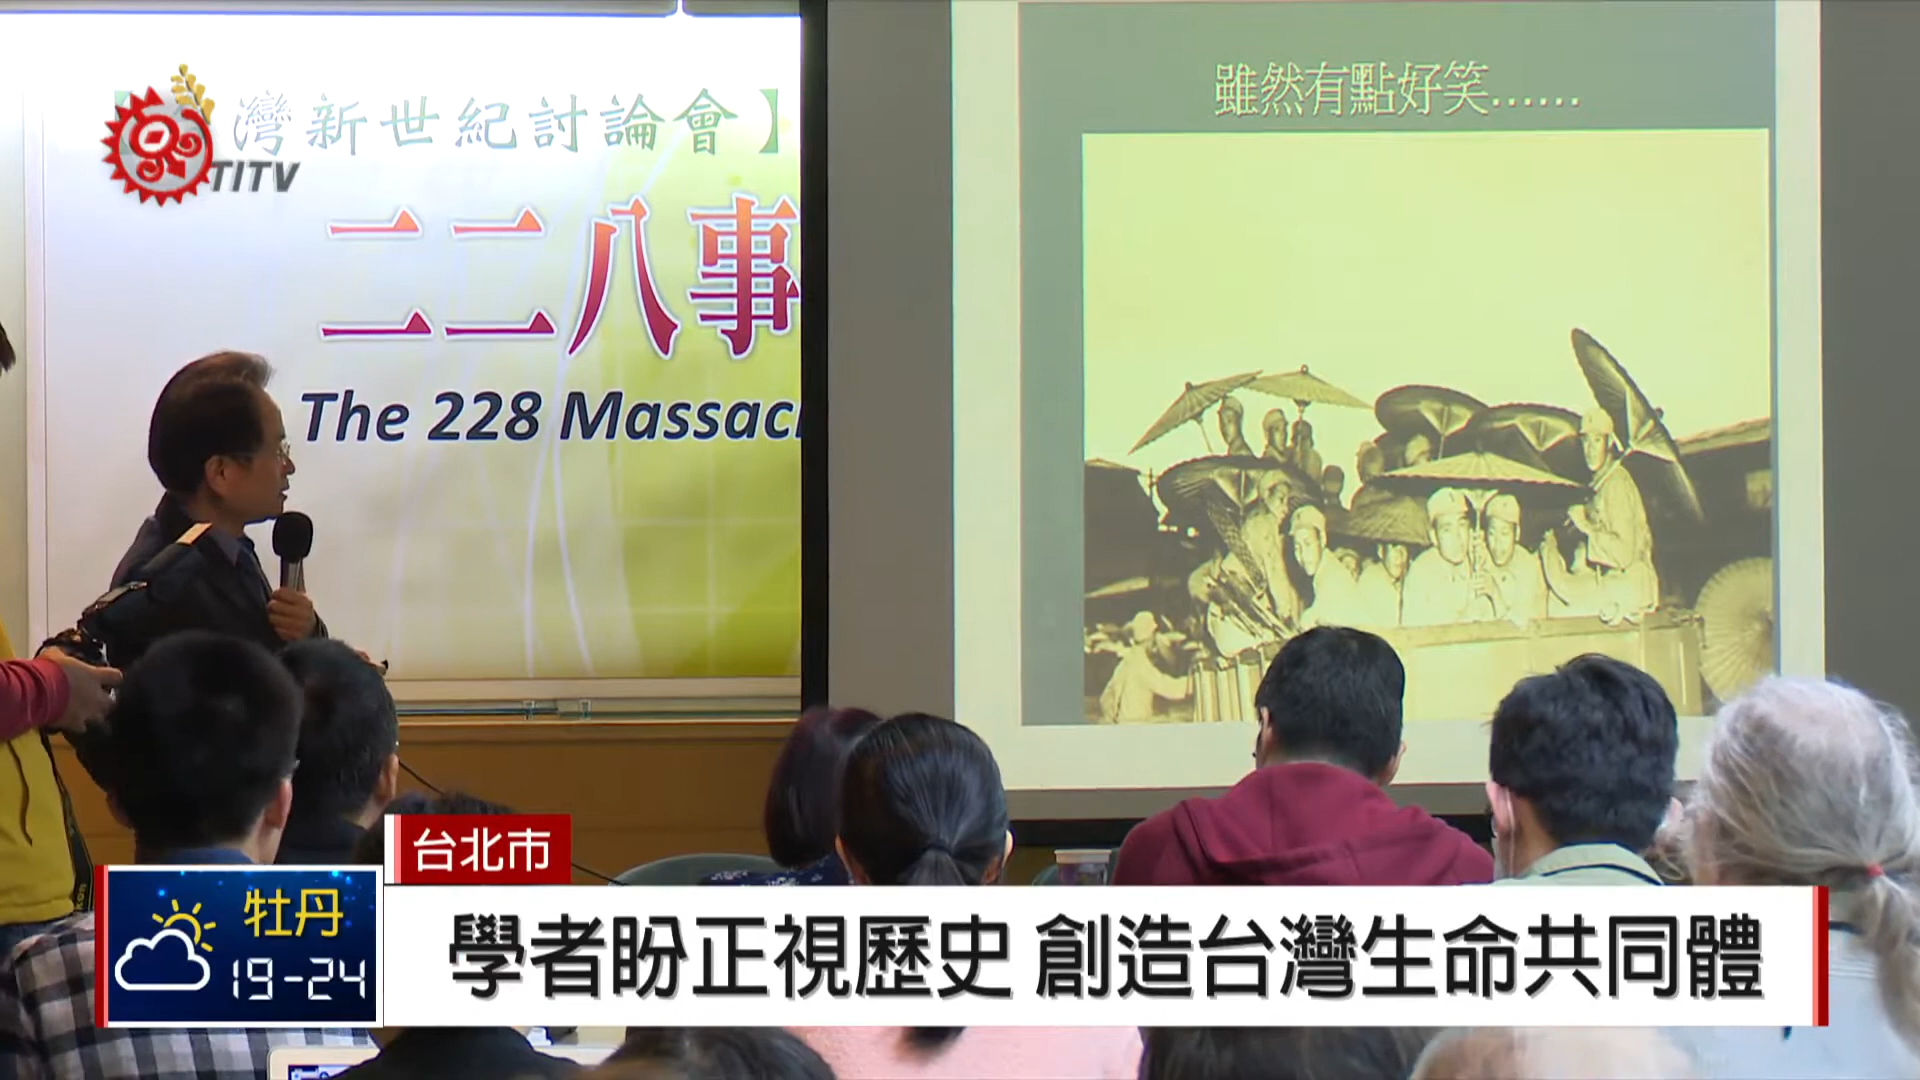 灣新世紀討論會】
TITV
二二八事
The 228 Massac
雖然有點好笑......
台北市
牡丹
19-24
學者盼正視歷史 創造台灣生命共同體